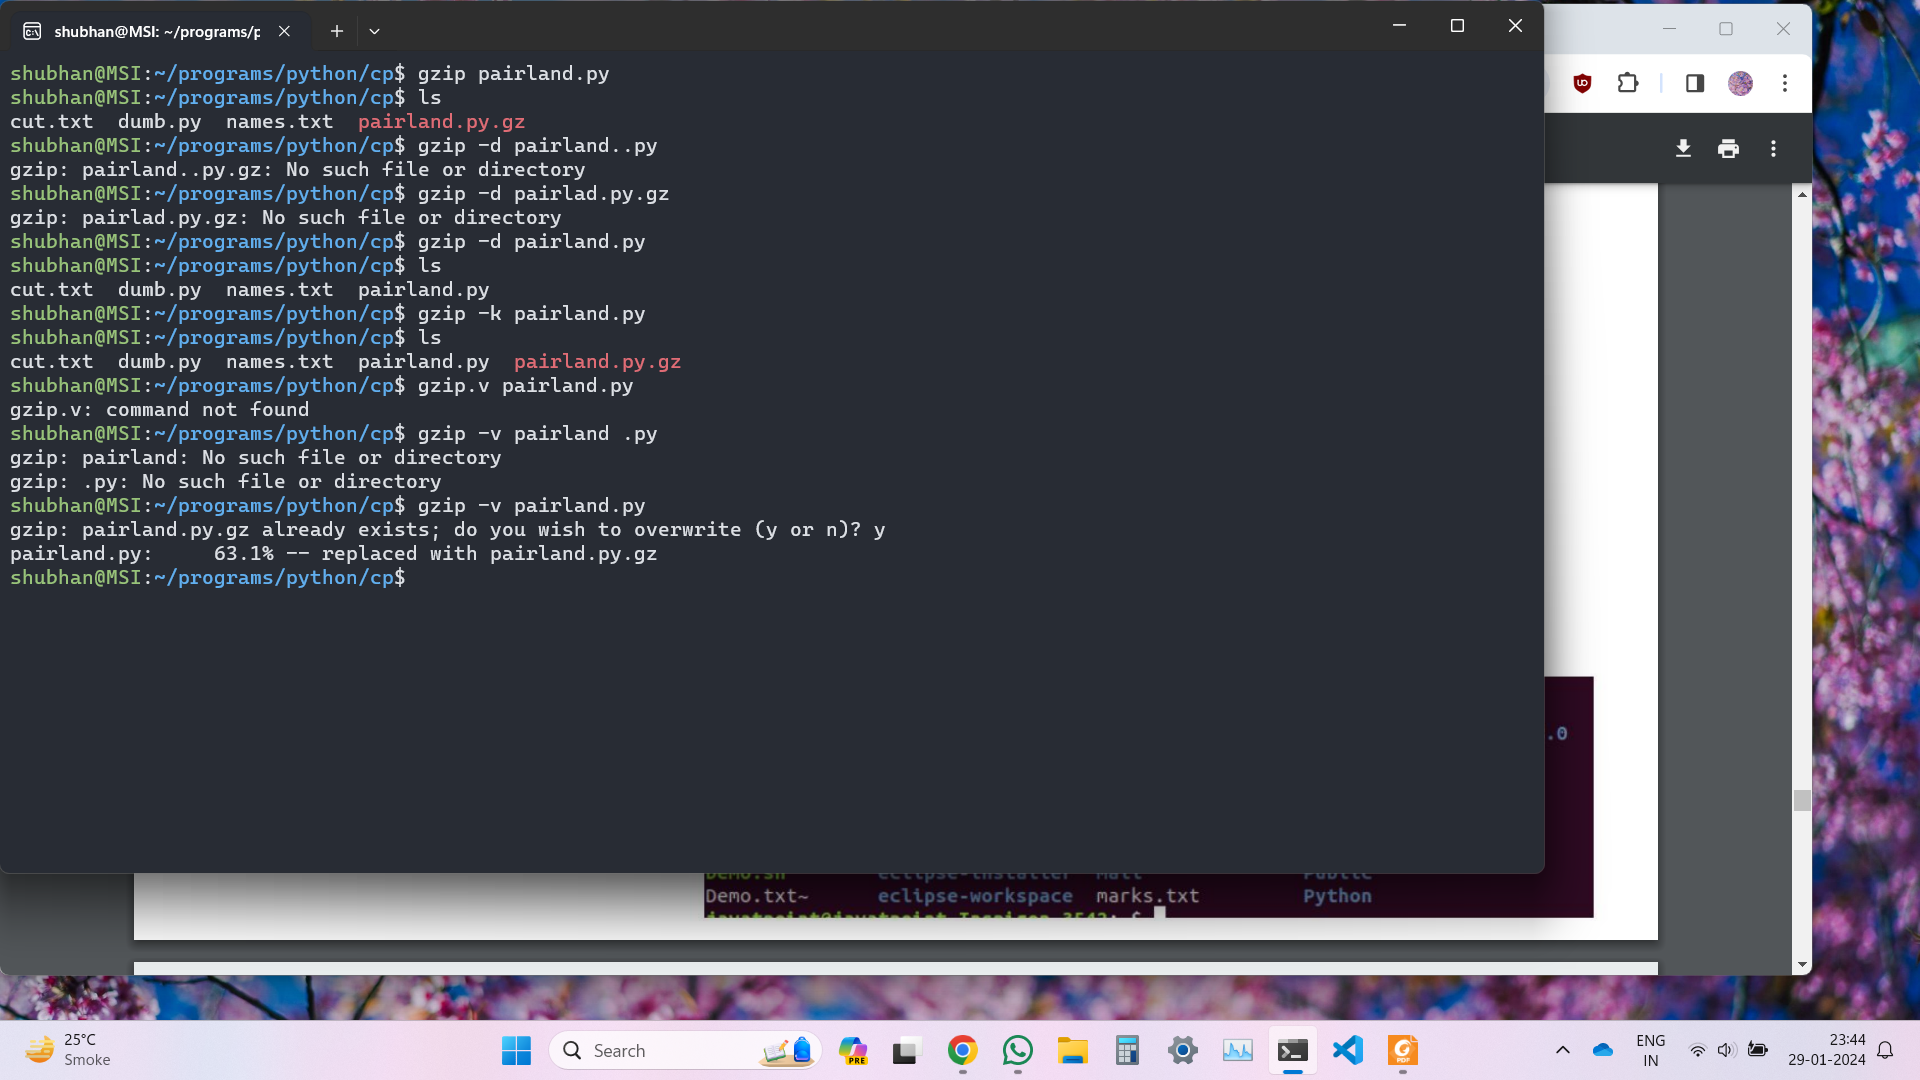 shubhan@MSI: ~/programs/p
shubhan@MSI:~/programs/python/cp$ gzip pairland.py
shubhan@MSI:~/programs/python/cp$ ls
cut.txt  dumb.py  names.txt  pairland.py.gz
shubhan@MSI:~/programs/python/cp$ gzip -d pairland..py
gzip: pairland..py.gz: No such file or directory
shubhan@MSI:~/programs/python/cp$ gzip -d pairlad.py.gz
gzip: pairlad.py.gz: No such file or directory
shubhan@MSI:~/programs/python/cp$ gzip -d pairland.py
shubhan@MSI:~/programs/python/cp$ ls
cut.txt  dumb.py  names.txt  pairland.py
shubhan@MSI:~/programs/python/cp$ gzip -k pairland.py
shubhan@MSI:~/programs/python/cp$ ls
cut.txt  dumb.py  names.txt  pairland.py  pairland.py.gz
shubhan@MSI:~/programs/python/cp$ gzip.v pairland.py
gzip.v: command not found
shubhan@MSI:~/programs/python/cp$ gzip -v pairland .py
gzip: pairland: No such file or directory
gzip: .py: No such file or directory
shubhan@MSI:~/programs/python/cp$ gzip -v pairland.py
gzip: pairland.py.gz already exists; do you wish to overwrite (y or n)? y
pairland.py:     63.1% -- replaced with pairland.py.gz
shubhan@MSI:~/programs/python/cp$
.0
Demo.sh eclipse-installer Mail Public
Demo.txt~ eclipse-workspace marks.txt Python
25°C
Smoke
Search
PRE
PDF
ENG
IN
23:44
29-01-2024